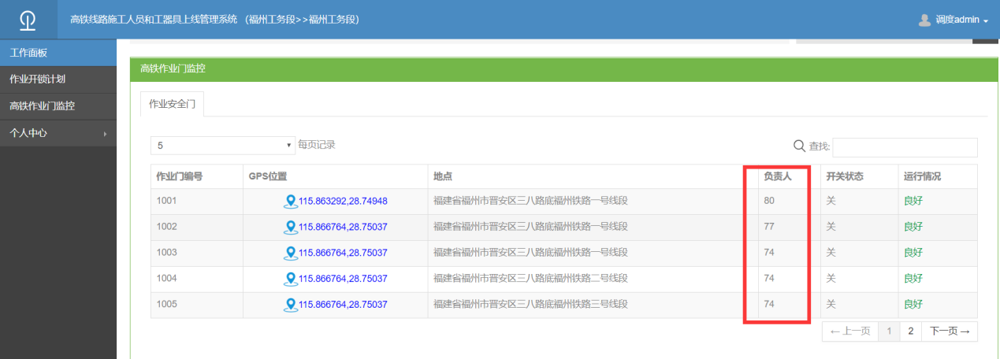 高铁线路施工人员和工器具上线管理系统 （福州工务段>>福州工务段）
调度admin
工作面板
作业开锁计划
高铁作业门监控
个人中心
高铁作业门监控
作业安全门
5 每页记录
查找:
作业门编号 GPS位置 地点 负责人 开关状态 运行情况
1001 115.863292,28.74948 福建省福州市晋安区三八路底福州铁路一号线段 80 关 良好
1002 115.866764,28.75037 福建省福州市晋安区三八路底福州铁路一号线段 77 关 良好
1003 115.866764,28.75037 福建省福州市晋安区三八路底福州铁路一号线段 74 关 良好
1004 115.866764,28.75037 福建省福州市晋安区三八路底福州铁路二号线段 74 关 良好
1005 115.866764,28.75037 福建省福州市晋安区三八路底福州铁路三号线段 74 关 良好
←上一页 1 2 下一页→